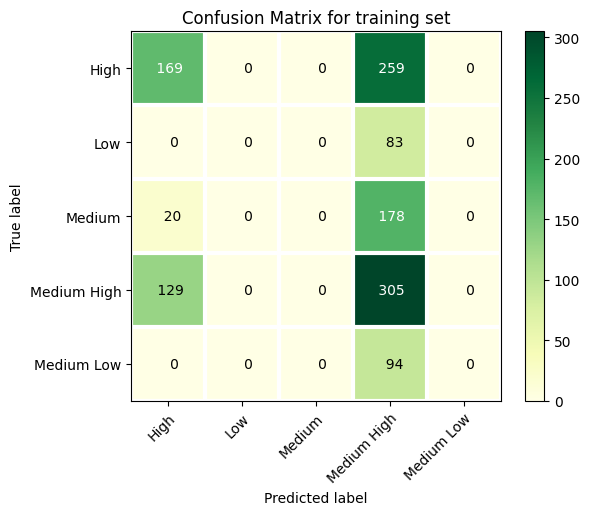 Confusion Matrix for training set
True label
High 169 0 0 259 0
Low 0 0 0 83 0
Medium 20 0 0 178 0
Medium High 129 0 0 305 0
Medium Low 0 0 0 94 0
High Low Medium Medium High Medium Low
Predicted label
300
250
200
150
100
50
0